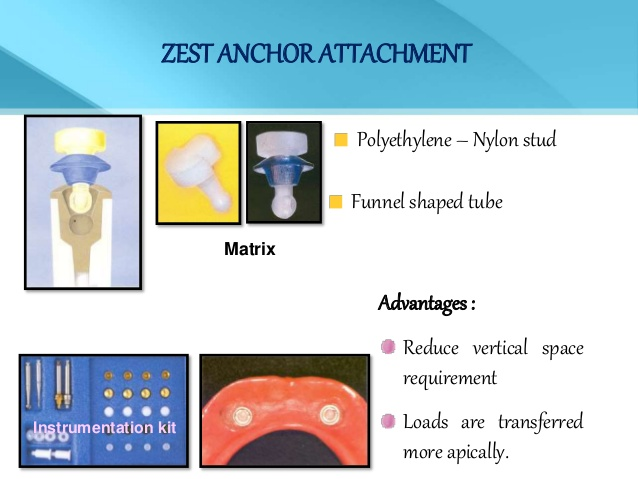 ZEST ANCHOR ATTACHMENT
Polyethylene – Nylon stud
Funnel shaped tube
Matrix
Advantages :
Reduce vertical space
requirement
Loads are transferred
more apically.
Instrumentation kit